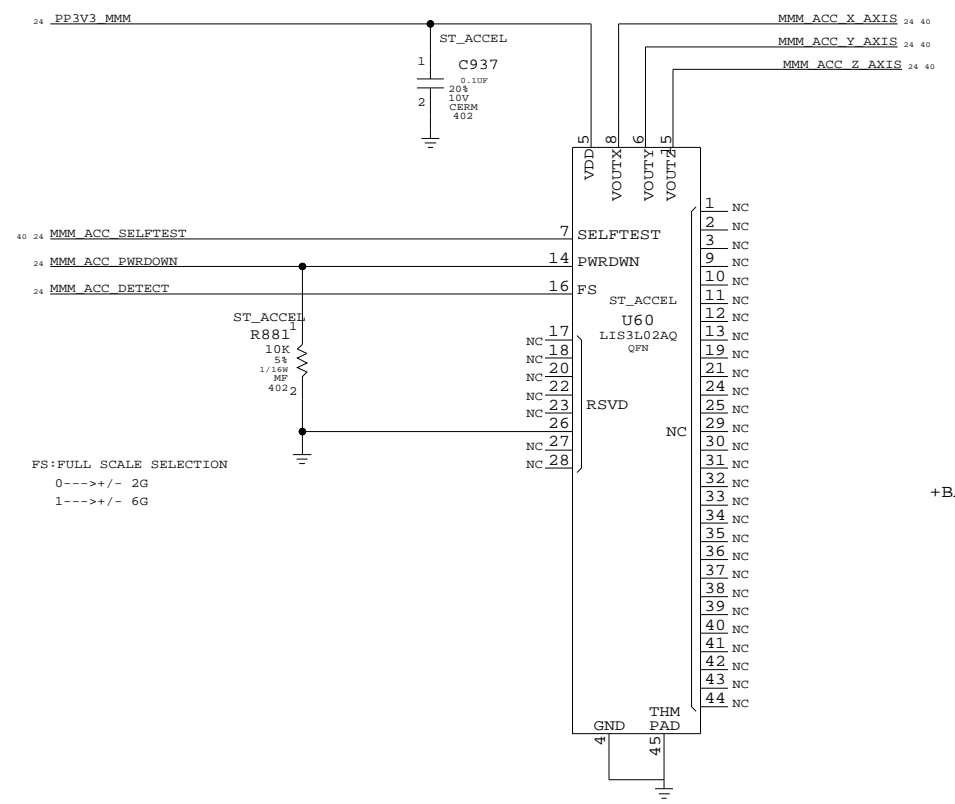 24 PP3V3_MMM
MMM_ACC_X_AXIS 24 40
MMM_ACC_Y_AXIS 24 40
MMM_ACC_Z_AXIS 24 40
ST_ACCEL
1
C937
0.1UF
20%
10V
CERM
402
2
5
8
6
15
VDD
VOUTX
VOUTY
VOUTZ
40 24 MMM_ACC_SELFTEST
7 SELFTEST
24 MMM_ACC_PWRDOWN
14 PWRDWN
24 MMM_ACC_DETECT
16 FS
ST_ACCEL
U60
LIS3L02AQ
QFN
ST_ACCEL
1
R881
10K
5%
1/16W
MF
402
2
NC 17
NC 18
NC 20
NC 22
NC 23
26
NC 27
NC 28
RSVD
NC
1 NC
2 NC
3 NC
9 NC
10 NC
11 NC
12 NC
13 NC
19 NC
21 NC
24 NC
25 NC
29 NC
30 NC
31 NC
32 NC
33 NC
34 NC
35 NC
36 NC
37 NC
38 NC
39 NC
40 NC
41 NC
42 NC
43 NC
44 NC
FS:FULL SCALE SELECTION
0--->+/- 2G
1--->+/- 6G
THM
GND PAD
4
45